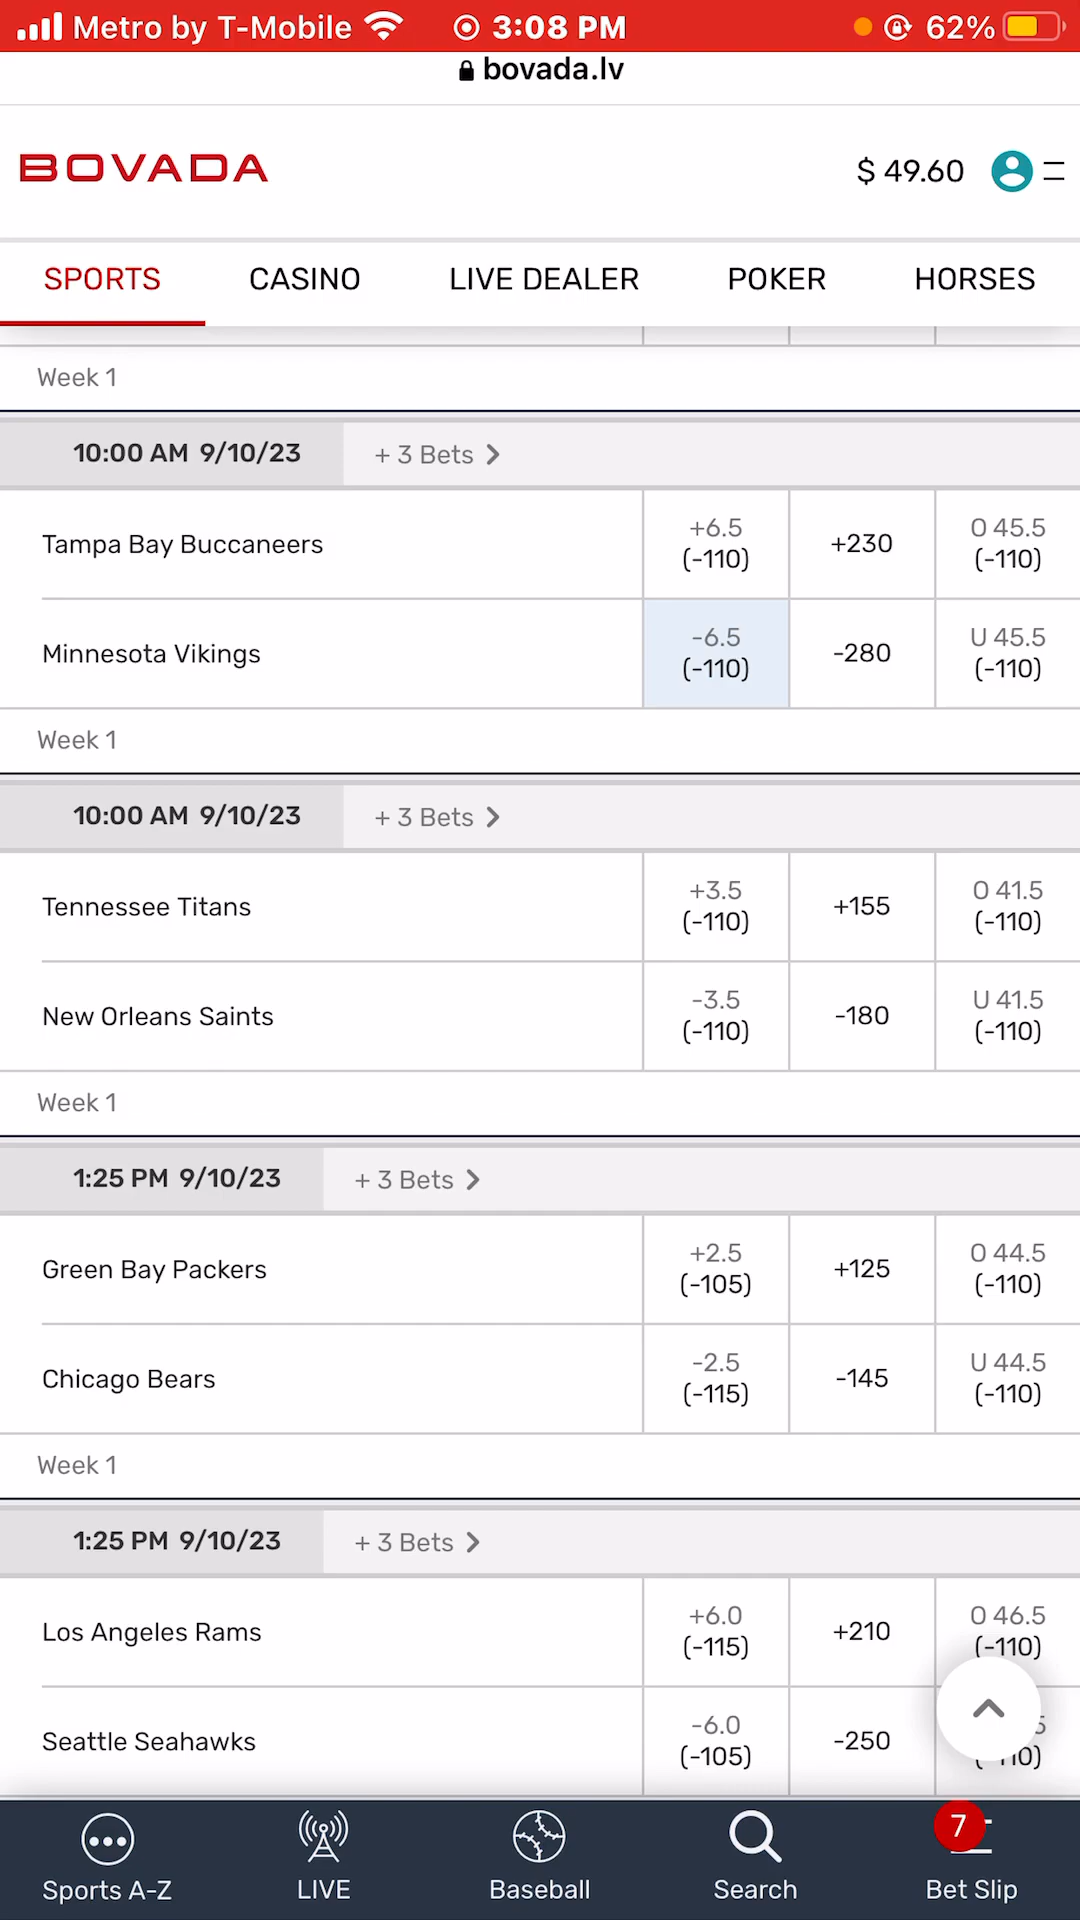 Metro by T-Mobile 3:08 PM 62%
bovada.lv
BOVADA $ 49.60
SPORTS CASINO LIVE DEALER POKER HORSES
Week 1
10:00 AM 9/10/23 + 3 Bets
Tampa Bay Buccaneers +6.5 (-110) +230 O 45.5 (-110)
Minnesota Vikings -6.5 (-110) -280 U 45.5 (-110)
Week 1
10:00 AM 9/10/23 + 3 Bets
Tennessee Titans +3.5 (-110) +155 O 41.5 (-110)
New Orleans Saints -3.5 (-110) -180 U 41.5 (-110)
Week 1
1:25 PM 9/10/23 + 3 Bets
Green Bay Packers +2.5 (-105) +125 O 44.5 (-110)
Chicago Bears -2.5 (-115) -145 U 44.5 (-110)
Week 1
1:25 PM 9/10/23 + 3 Bets
Los Angeles Rams +6.0 (-115) +210 O 46.5 (-110)
Seattle Seahawks -6.0 (-105) -250
7
Sports A-Z LIVE Baseball Search Bet Slip